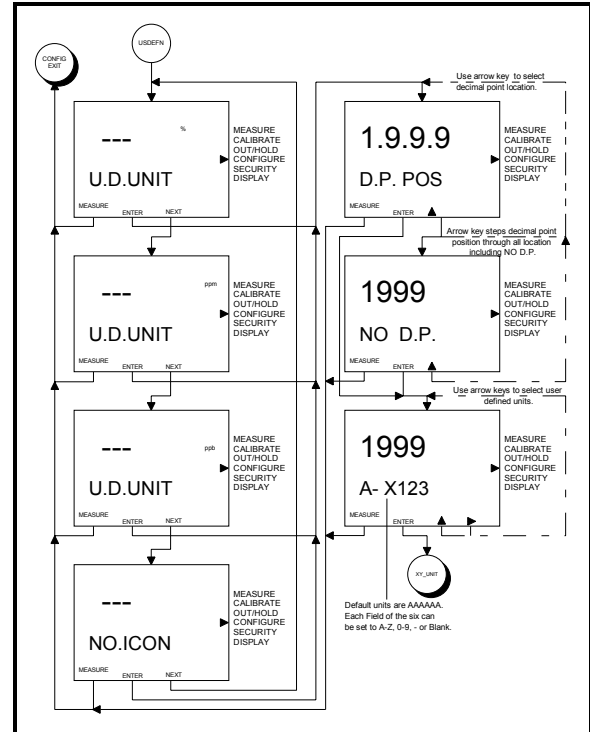 CONFIG
EXIT
USDEFN
---
%
U.D.UNIT
MEASURE
CALIBRATE
OUT/HOLD
CONFIGURE
SECURITY
DISPLAY
MEASURE
ENTER
NEXT
---
ppm
U.D.UNIT
MEASURE
CALIBRATE
OUT/HOLD
CONFIGURE
SECURITY
DISPLAY
MEASURE
ENTER
NEXT
---
ppb
U.D.UNIT
MEASURE
CALIBRATE
OUT/HOLD
CONFIGURE
SECURITY
DISPLAY
MEASURE
ENTER
NEXT
---
NO.ICON
MEASURE
CALIBRATE
OUT/HOLD
CONFIGURE
SECURITY
DISPLAY
MEASURE
ENTER
NEXT
Use arrow key to select
decimal point location.
1.9.9.9
D.P. POS
MEASURE
CALIBRATE
OUT/HOLD
CONFIGURE
SECURITY
DISPLAY
MEASURE
ENTER
Arrow key steps decimal point
position through all location
including NO D.P.
1999
NO D.P.
MEASURE
CALIBRATE
OUT/HOLD
CONFIGURE
SECURITY
DISPLAY
MEASURE
ENTER
Use arrow keys to select user
defined units.
1999
A- X123
MEASURE
CALIBRATE
OUT/HOLD
CONFIGURE
SECURITY
DISPLAY
MEASURE
ENTER
XY_UNIT
Default units are AAAAAA.
Each Field of the six can
be set to A-Z, 0-9, - or Blank.